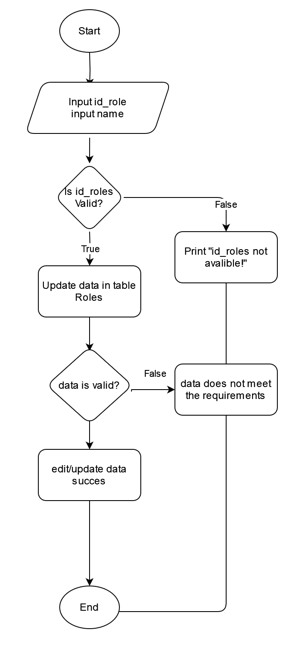 Start
Input id_role
input name
Is id_roles
Valid?
False
True
Print "id_roles not
avalible!"
Update data in table
Roles
data is valid?
False
data does not meet
the requirements
edit/update data
succes
End